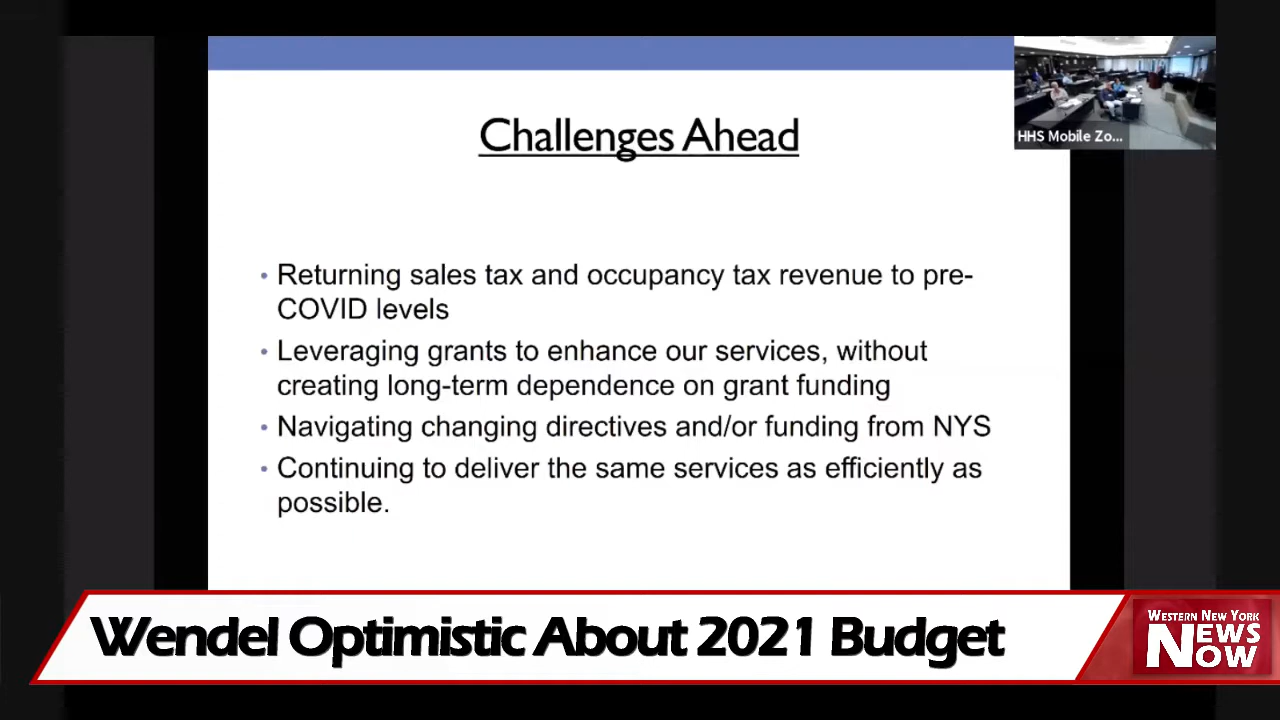 Challenges Ahead
HHS Mobile Zo...
• Returning sales tax and occupancy tax revenue to pre-
COVID levels
• Leveraging grants to enhance our services, without
creating long-term dependence on grant funding
• Navigating changing directives and/or funding from NYS
• Continuing to deliver the same services as efficiently as
possible.
Wendel Optimistic About 2021 Budget
WESTERN NEW YORK
NEWS
NOW